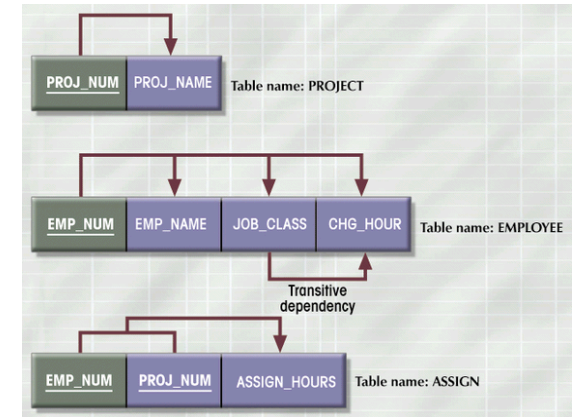 PROJ_NUM PROJ_NAME Table name: PROJECT
EMP_NUM EMP_NAME JOB_CLASS CHG_HOUR Table name: EMPLOYEE
Transitive
dependency
EMP_NUM PROJ_NUM ASSIGN_HOURS Table name: ASSIGN